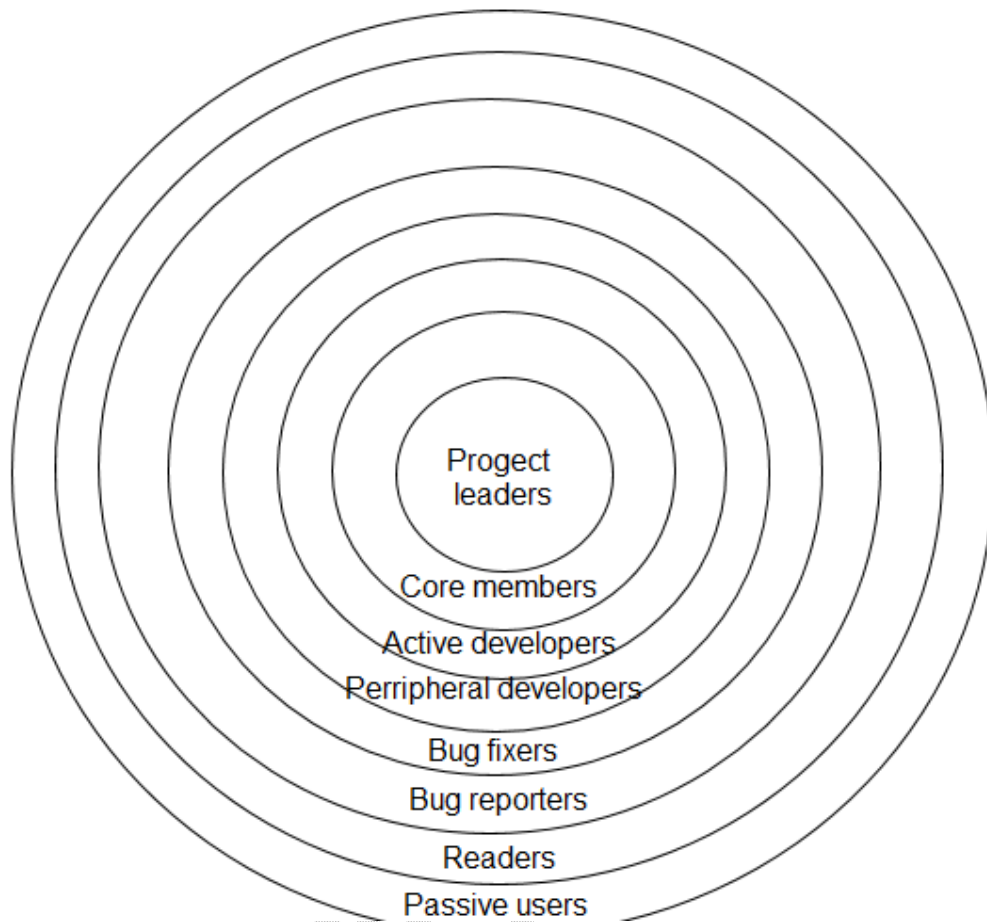 Progect
leaders
Core members
Active developers
Perripheral developers
Bug fixers
Bug reporters
Readers
Passive users